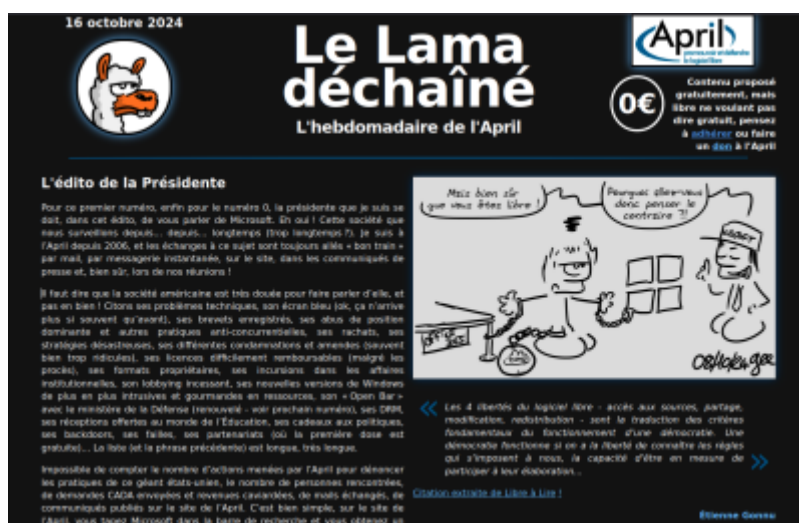 16 octobre 2024
Le Lama
déchaîné
L'hebdomadaire de l'April
April
0€
Contenu proposé
gratuitement, mais
libre ne voulant pas
dire gratuit, pensez
à adhérer ou faire
un don à l'April
L'édito de la Présidente
Pour ce premier numéro, enfin pour le numéro 0, la présidente que je suis se
doit, dans cet édito, de vous parler de Microsoft. Eh oui ! Cette société que
nous surveillons depuis... depuis... longtemps (trop longtemps ?). Je suis à
l'April depuis 2006, et les échanges à ce sujet sont toujours allés « bon train »
par mail, par messagerie instantanée, sur le site, dans les communiqués de
presse et, bien sûr, lors de nos réunions !
Il faut dire que la société américaine est très douée pour faire parler d'elle, et
pas en bien ! Citons ses problèmes techniques, son écran bleu (ok, ça n'arrive
plus si souvent qu'avant), ses brevets enregistrés, ses abus de position
dominante et autres pratiques anti-concurrentielles, ses rachats, ses
stratégies désastreuses, ses différentes condamnations et amendes (souvent
bien trop ridicules), ses licences difficilement remboursables (malgré les
procès), ses formats propriétaires, ses incursions dans les affaires
institutionnelles, son lobbying incessant, ses nouvelles versions de Windows
de plus en plus intrusives et gourmandes en ressources, son « Open Bar »
avec le ministère de la Défense (renouvelé - voir prochain numéro), ses DRM,
ses réceptions offertes au monde de l'Éducation, ses cadeaux aux politiques,
ses backdoors, ses failles, ses partenariats (où la première dose est
gratuite)... La liste (et la phrase précédente) est longue, très longue.
Impossible de compter le nombre d'actions menées par l'April pour dénoncer
les pratiques de ce géant états-unien, le nombre de personnes rencontrées,
de demandes CADA envoyées et revenues caviardées, de mails échangés, de
communiqués publiés sur le site de l'April. C'est bien simple, sur le site de
l'April, vous tapez Microsoft dans la barre de recherche et vous obtenez un
Mais bien sûr
que vous êtes libre !
Pourquoi allez-vous
donc penser le
contraire ?!
« Les 4 libertés du logiciel libre - accès aux sources, partage,
modification, redistribution - sont la traduction des critères
fondamentaux du fonctionnement d'une démocratie. Une
démocratie fonctionne si on a la liberté de connaître les règles
qui s'imposent à nous, la capacité d'être en mesure de
participer à leur élaboration... »
Citation extraite de Libre à Lire !
Étienne Gonnu